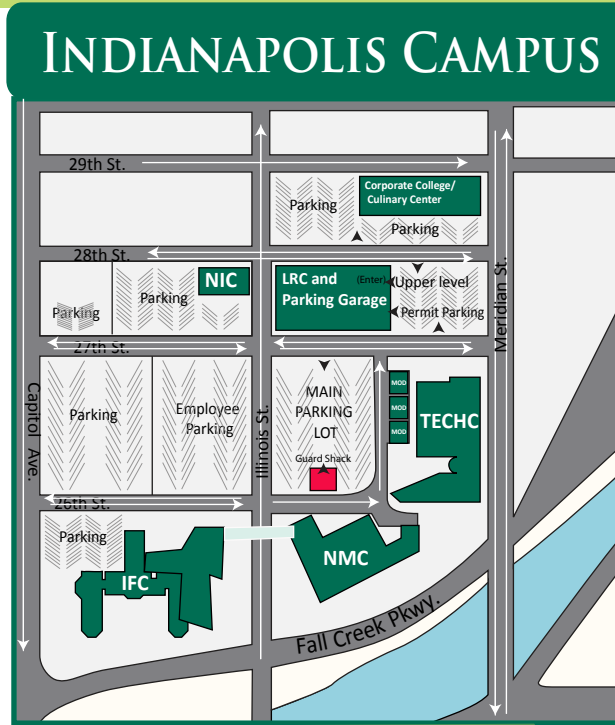 INDIANAPOLIS CAMPUS
29th St.
Corporate College/
Culinary Center
Parking
Parking
28th St.
NIC
LRC and
Parking Garage
(Enter)
Upper level
Permit Parking
Parking
Parking
27th St.
Meridian St.
Capitol Ave.
Illinois St.
Parking
Employee
Parking
MAIN
PARKING
LOT
Guard Shack
MOD
MOD
MOD
TECHC
26th St.
Parking
IFC
NMC
Fall Creek Pkwy.